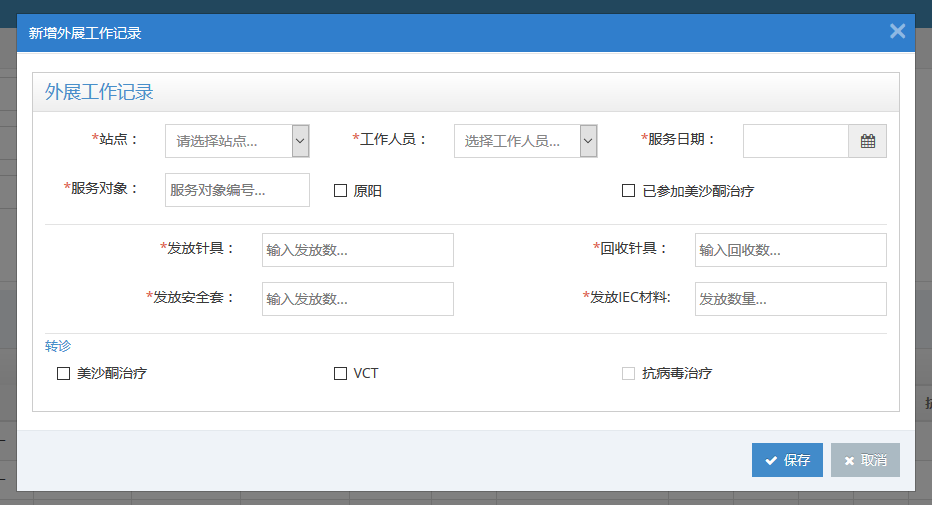 新增外展工作记录
外展工作记录
*站点： 请选择站点... *工作人员： 选择工作人员... *服务日期：
*服务对象： 服务对象编号... 原阳 已参加美沙酮治疗
*发放针具： 输入发放数... *回收针具： 输入回收数...
*发放安全套： 输入发放数... *发放IEC材料: 发放数量...
转诊
美沙酮治疗 VCT 抗病毒治疗
保存 取消